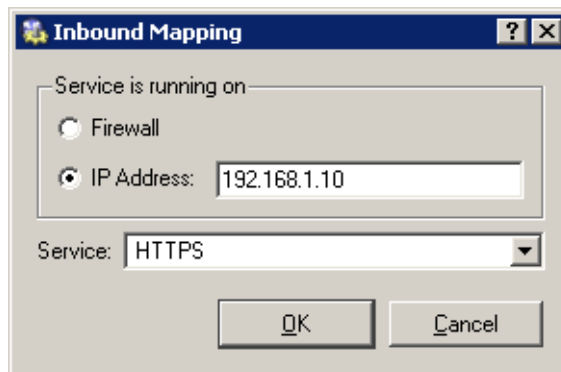 Inbound Mapping
Service is running on
Firewall
IP Address: 192.168.1.10
Service: HTTPS
OK Cancel